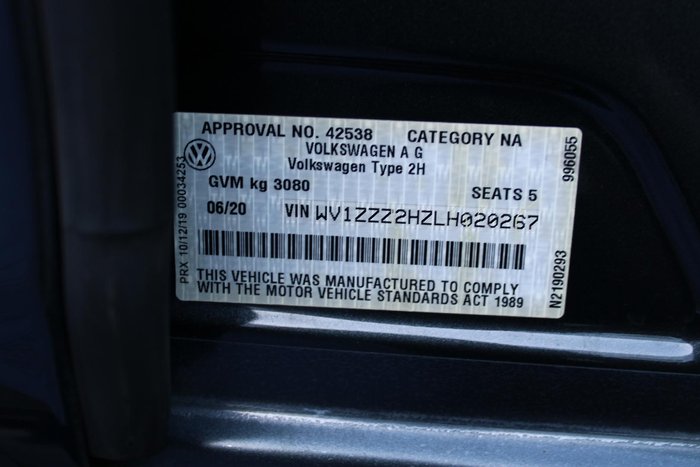 APPROVAL NO. 42538 CATEGORY NA
VOLKSWAGEN A G
Volkswagen Type 2H
GVM kg 3080 SEATS 5
06/20 VIN WV1ZZZ2HZLH020267
THIS VEHICLE WAS MANUFACTURED TO COMPLY
WITH THE MOTOR VEHICLE STANDARDS ACT 1989
PRX 10/12/19 00034253
996055
N2190293